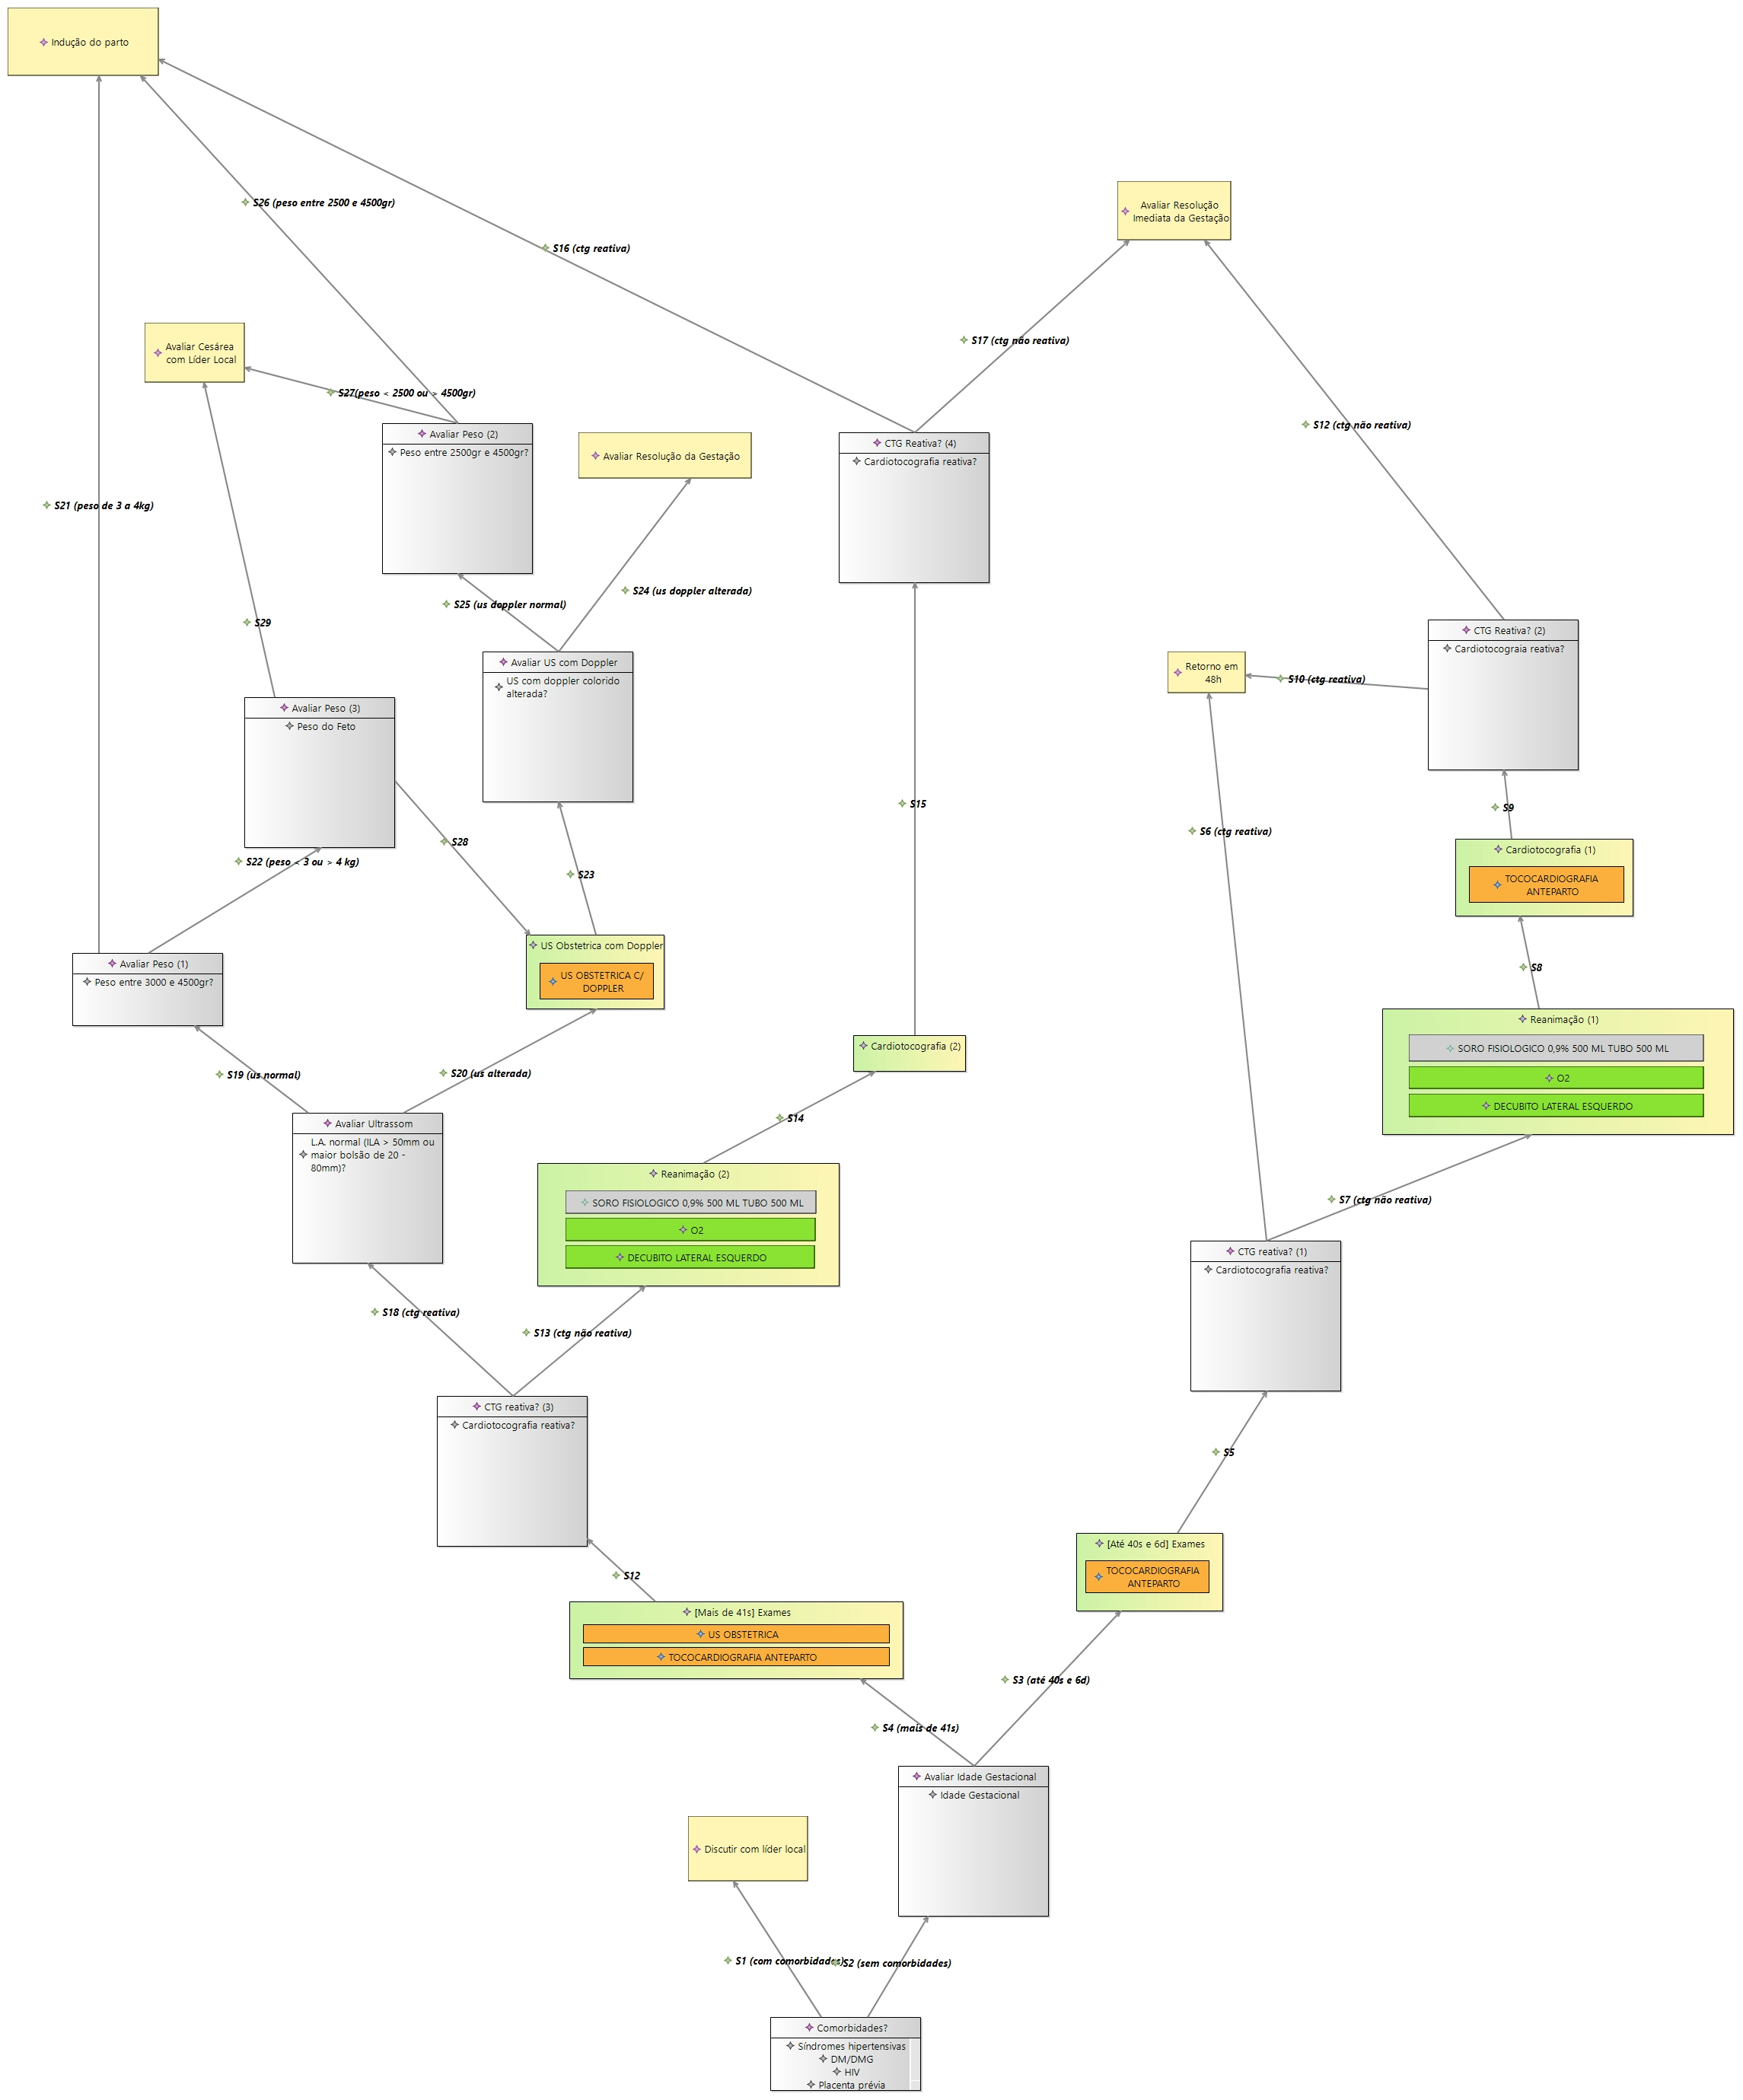 Indução do parto
Avaliar Resolução
Imediata da Gestação
S26 (peso entre 2500 e 4500gr)
S16 (ctg reativa)
S17 (ctg não reativa)
Avaliar Cesárea
com Líder Local
S27(peso < 2500 ou > 4500gr)
S12 (ctg não reativa)
Avaliar Peso (2)
Peso entre 2500gr e 4500gr?
Avaliar Resolução da Gestação
CTG Reativa? (4)
Cardiotocografia reativa?
S21 (peso de 3 a 4kg)
S25 (us doppler normal)
S24 (us doppler alterada)
S29
CTG Reativa? (2)
Cardiotocograia reativa?
Avaliar US com Doppler
US com doppler colorido
alterada?
Retorno em
48h
S10 (ctg reativa)
Avaliar Peso (3)
Peso do Feto
S15
S9
S6 (ctg reativa)
S28
S22 (peso < 3 ou > 4 kg)
S23
Cardiotocografia (1)
TOCOCARDIOGRAFIA
ANTEPARTO
US Obstetrica com Doppler
US OBSTETRICA C/
DOPPLER
Avaliar Peso (1)
Peso entre 3000 e 4500gr?
S8
Reanimação (1)
SORO FISIOLOGICO 0,9% 500 ML TUBO 500 ML
O2
DECUBITO LATERAL ESQUERDO
Cardiotocografia (2)
S19 (us normal)
S20 (us alterada)
S14
Avaliar Ultrassom
L.A. normal (ILA > 50mm ou
maior bolsão de 20 -
80mm)?
Reanimação (2)
SORO FISIOLOGICO 0,9% 500 ML TUBO 500 ML
O2
DECUBITO LATERAL ESQUERDO
S7 (ctg não reativa)
CTG reativa? (1)
Cardiotocografia reativa?
S18 (ctg reativa)
S13 (ctg não reativa)
CTG reativa? (3)
Cardiotocografia reativa?
S5
[Até 40s e 6d] Exames
TOCOCARDIOGRAFIA
ANTEPARTO
S12
[Mais de 41s] Exames
US OBSTETRICA
TOCOCARDIOGRAFIA ANTEPARTO
S3 (até 40s e 6d)
S4 (mais de 41s)
Avaliar Idade Gestacional
Idade Gestacional
Discutir com líder local
S1 (com comorbidades)
S2 (sem comorbidades)
Comorbidades?
Síndromes hipertensivas
DM/DMG
HIV
Placenta prévia